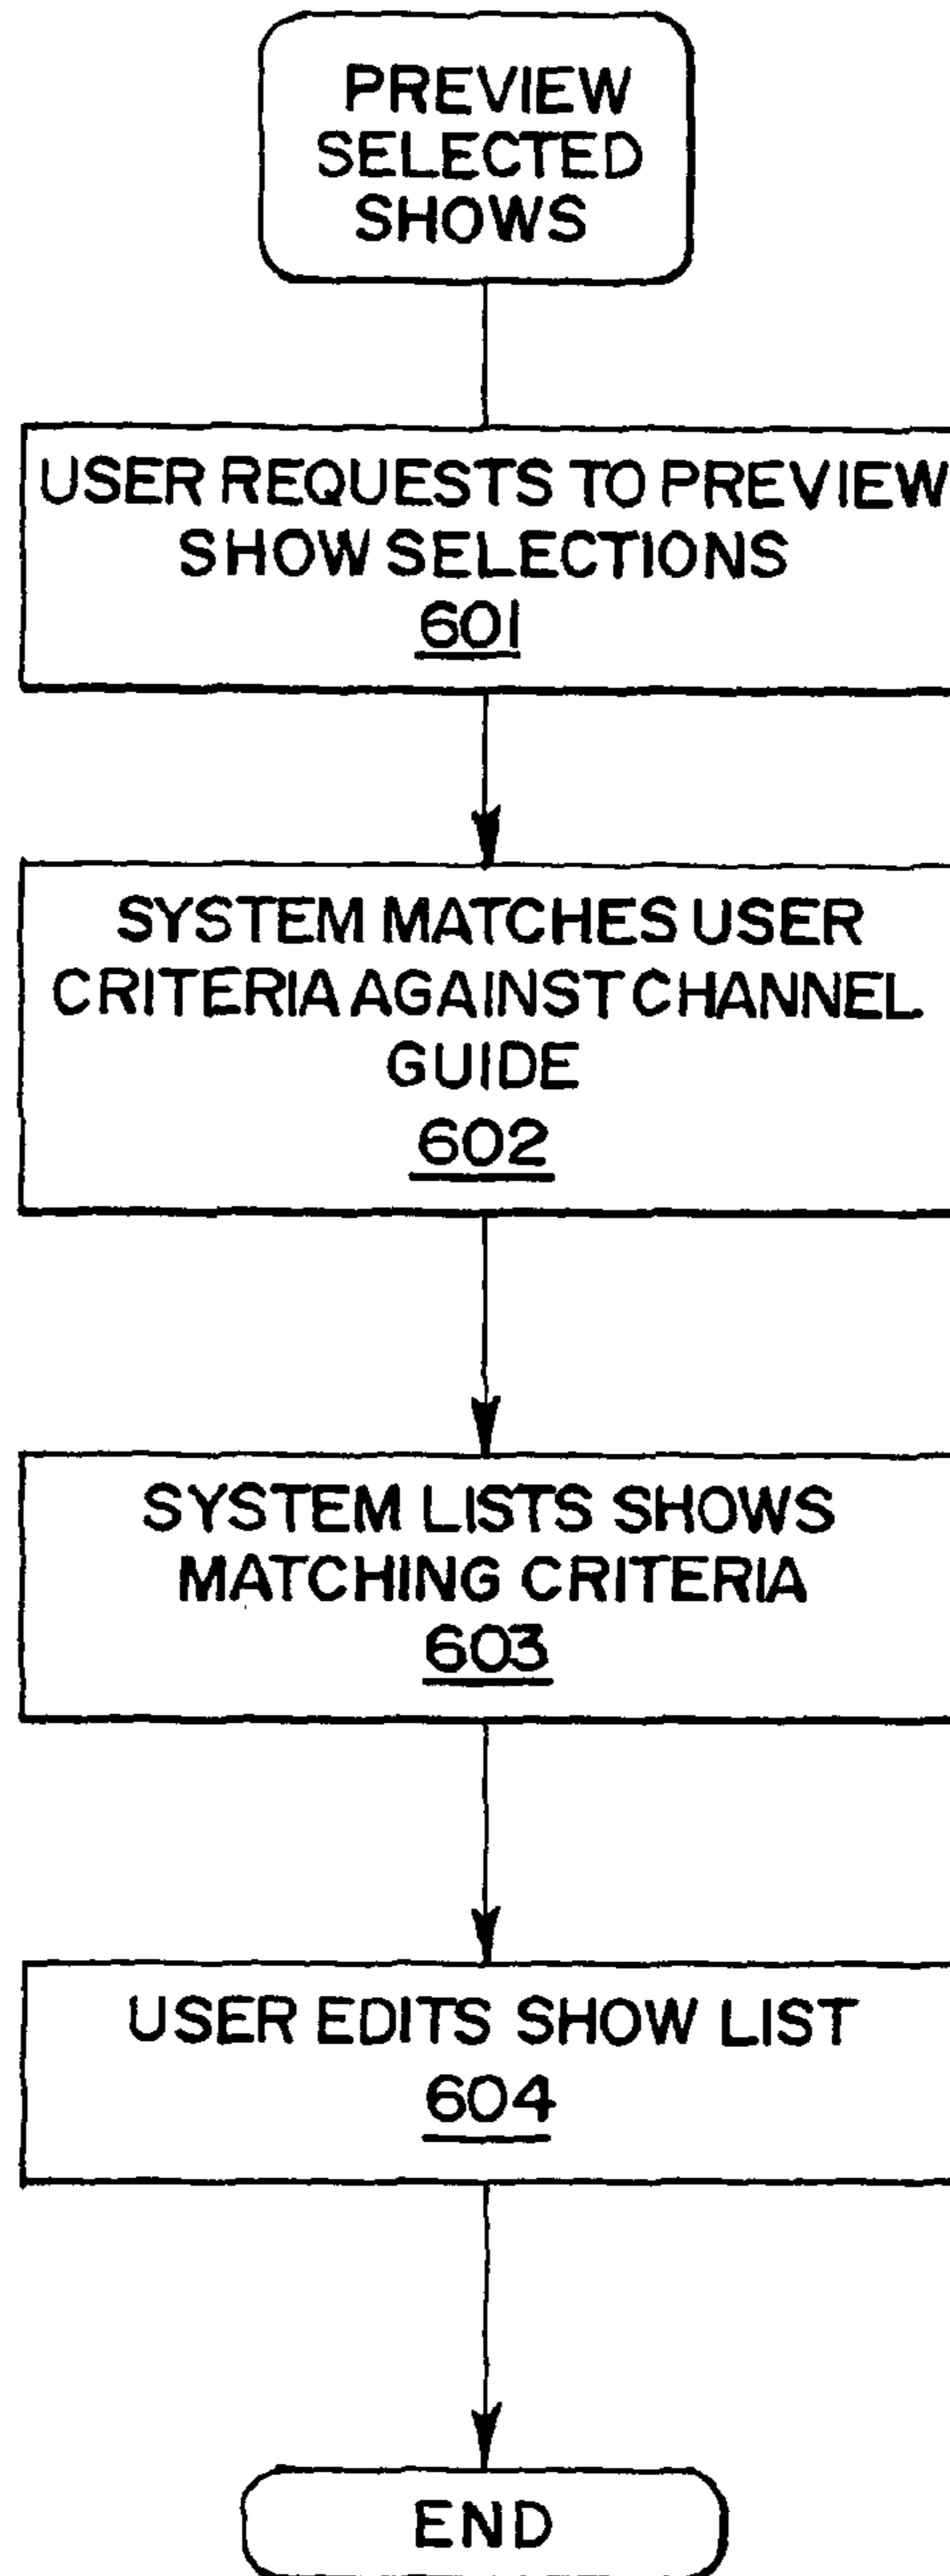 PREVIEW
SELECTED
SHOWS
USER REQUESTS TO PREVIEW
SHOW SELECTIONS
601
SYSTEM MATCHES USER
CRITERIA AGAINST CHANNEL
GUIDE
602
SYSTEM LISTS SHOWS
MATCHING CRITERIA
603
USER EDITS SHOW LIST
604
END